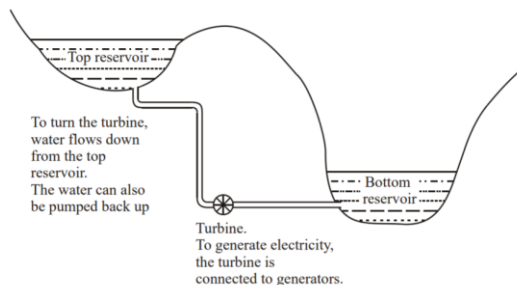 Top reservoir
To turn the turbine,
water flows down
from the top
reservoir.
The water can also
be pumped back up
Bottom
reservoir
Turbine.
To generate electricity,
the turbine is
connected to generators.